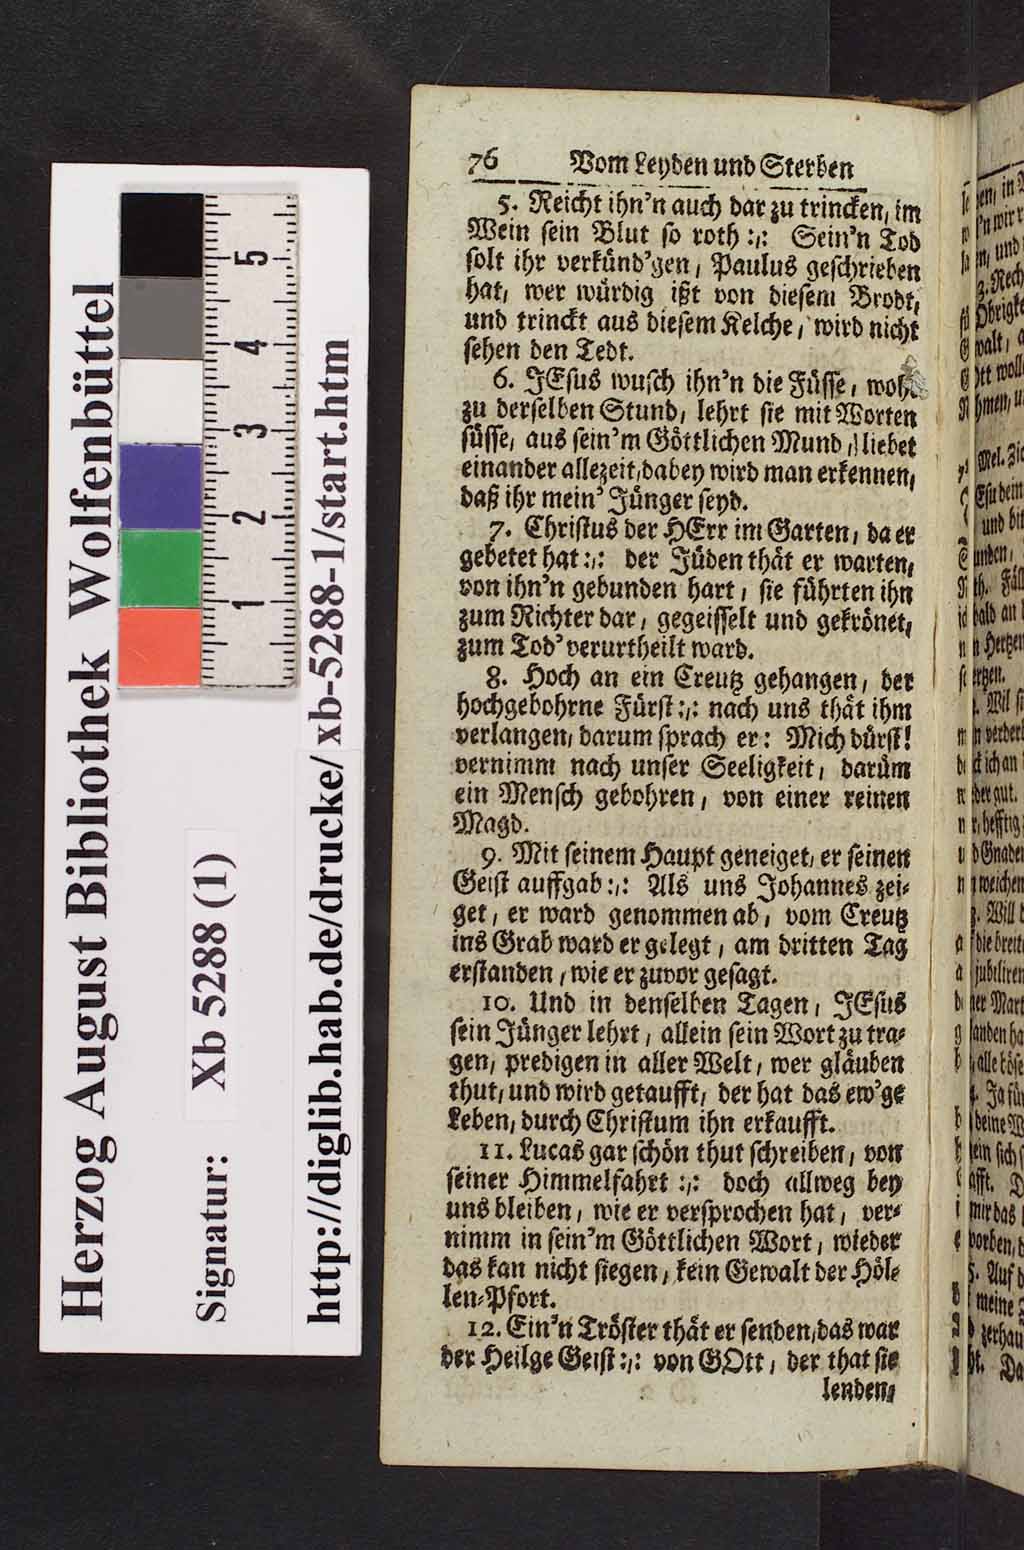 76 Vom Leyden und Sterben
5. Reicht ihn'n auch dar zu trincken, im
Wein sein Blut so roth :,: Sein'n Tod
solt ihr verkünd'gen, Paulus geschrieben
hat, wer würdig ißt von diesem Brodt,
und trinckt aus diesem Kelche, wird nicht
sehen den Tedt.
6. JEsus wusch ihn'n die Füsse, wohl
zu derselben Stund, lehrt sie mit Worten
süsse, aus sein'm Göttlichen Mund, liebet
einander allezeit, dabey wird man erkennen,
daß ihr mein' Jünger seyd.
7. Christus der HErr im Garten, da er
gebetet hat :,: der Jüden thät er warten,
von ihn'n gebunden hart, sie führten ihn
zum Richter dar, gegeisselt und gekrönet,
zum Tod' verurtheilt ward.
8. Hoch an ein Creutz gehangen, der
hochgebohrne Fürst :,: nach uns thät ihm
verlangen, darum sprach er: Mich dürst!
vernimm nach unser Seeligkeit, darüm
ein Mensch gebohren, von einer reinen
Magd.
9. Mit seinem Haupt geneiget, er seinen
Geist auffgab :,: Als uns Johannes zei-
get, er ward genommen ab, vom Creutz
ins Grab ward er gelegt, am dritten Tag
erstanden, wie er zuvor gesagt.
10. Und in denselben Tagen, JEsus
sein Jünger lehrt, allein sein Wort zu tra-
gen, predigen in aller Welt, wer gläuben
thut, und wird getaufft, der hat das ew'ge
Leben, durch Christum ihn erkaufft.
11. Lucas gar schön thut schreiben, von
seiner Himmelfahrt :,: doch allweg bey
uns bleiben, wie er versprochen hat, ver-
nimm in sein'm Göttlichen Wort, wieder
das kan nicht siegen, kein Gewalt der Höl-
len-Pfort.
12. Ein'n Tröster thät er senden, das war
der Heilge Geist :,: von GOtt, der that sie
lenden,
Herzog August Bibliothek Wolfenbüttel
Signatur: Xb 5288 (1)
http://diglib.hab.de/drucke/xb-5288-1/start.htm
1 2 3 4 5